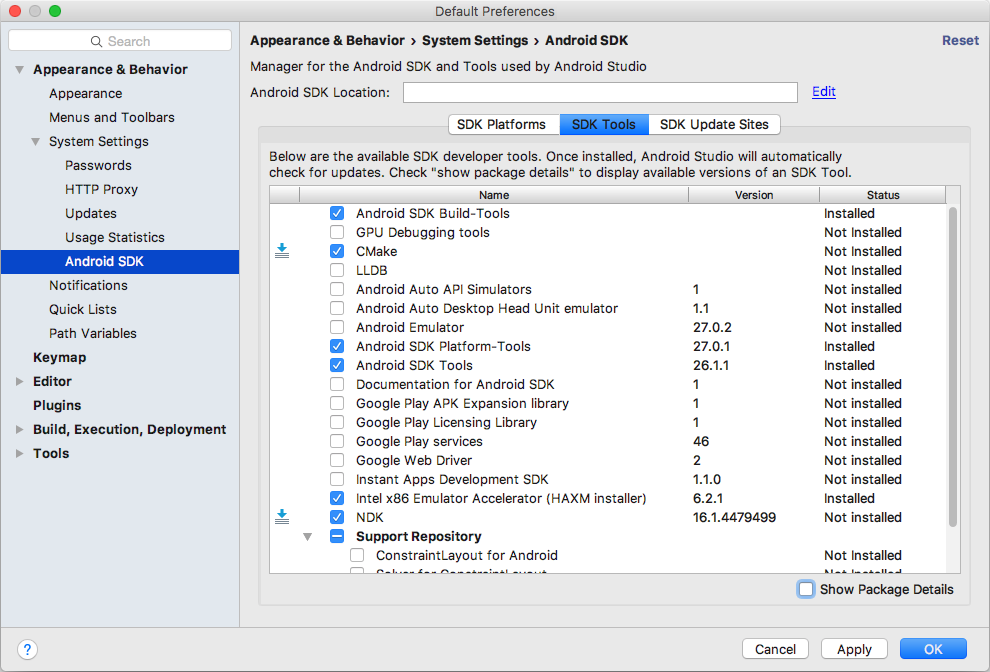 Default Preferences
Search
Appearance & Behavior
Appearance
Menus and Toolbars
System Settings
Passwords
HTTP Proxy
Updates
Usage Statistics
Android SDK
Notifications
Quick Lists
Path Variables
Keymap
Editor
Plugins
Build, Execution, Deployment
Tools
Appearance & Behavior › System Settings › Android SDK Reset
Manager for the Android SDK and Tools used by Android Studio
Android SDK Location: Edit
SDK Platforms SDK Tools SDK Update Sites
Below are the available SDK developer tools. Once installed, Android Studio will automatically
check for updates. Check "show package details" to display available versions of an SDK Tool.
Name Version Status
Android SDK Build-Tools Installed
GPU Debugging tools Not Installed
CMake Not Installed
LLDB Not Installed
Android Auto API Simulators 1 Not installed
Android Auto Desktop Head Unit emulator 1.1 Not installed
Android Emulator 27.0.2 Not installed
Android SDK Platform-Tools 27.0.1 Installed
Android SDK Tools 26.1.1 Installed
Documentation for Android SDK 1 Not installed
Google Play APK Expansion library 1 Not installed
Google Play Licensing Library 1 Not installed
Google Play services 46 Not installed
Google Web Driver 2 Not installed
Instant Apps Development SDK 1.1.0 Not installed
Intel x86 Emulator Accelerator (HAXM installer) 6.2.1 Installed
NDK 16.1.4479499 Not installed
Support Repository
ConstraintLayout for Android Not Installed
Solver for ConstraintLayout Not Installed
Show Package Details
? Cancel Apply OK